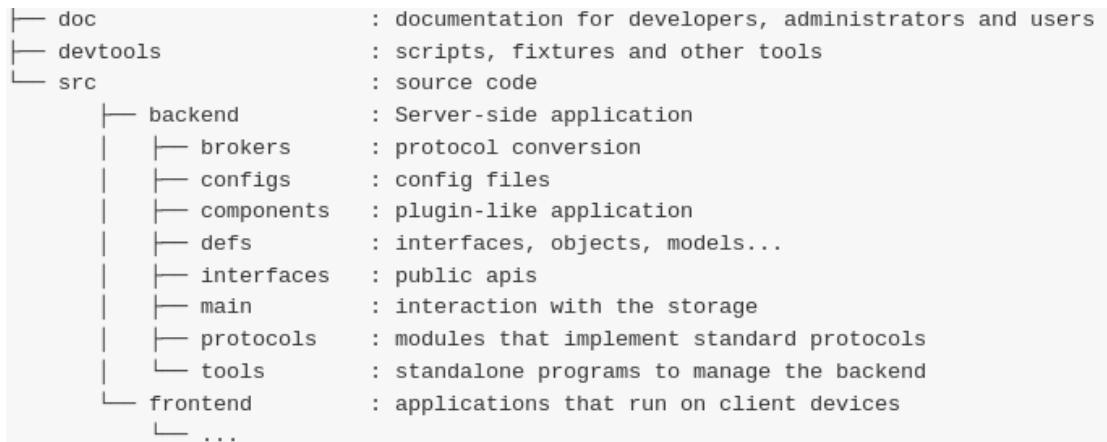 ├── doc                        : documentation for developers, administrators and users
├── devtools                   : scripts, fixtures and other tools
└── src                        : source code
       ├── backend             : Server-side application
       │   ├── brokers         : protocol conversion
       │   ├── configs         : config files
       │   ├── components      : plugin-like application
       │   ├── defs            : interfaces, objects, models...
       │   ├── interfaces      : public apis
       │   ├── main            : interaction with the storage
       │   ├── protocols       : modules that implement standard protocols
       │   └── tools           : standalone programs to manage the backend
       └── frontend            : applications that run on client devices
           └── ...